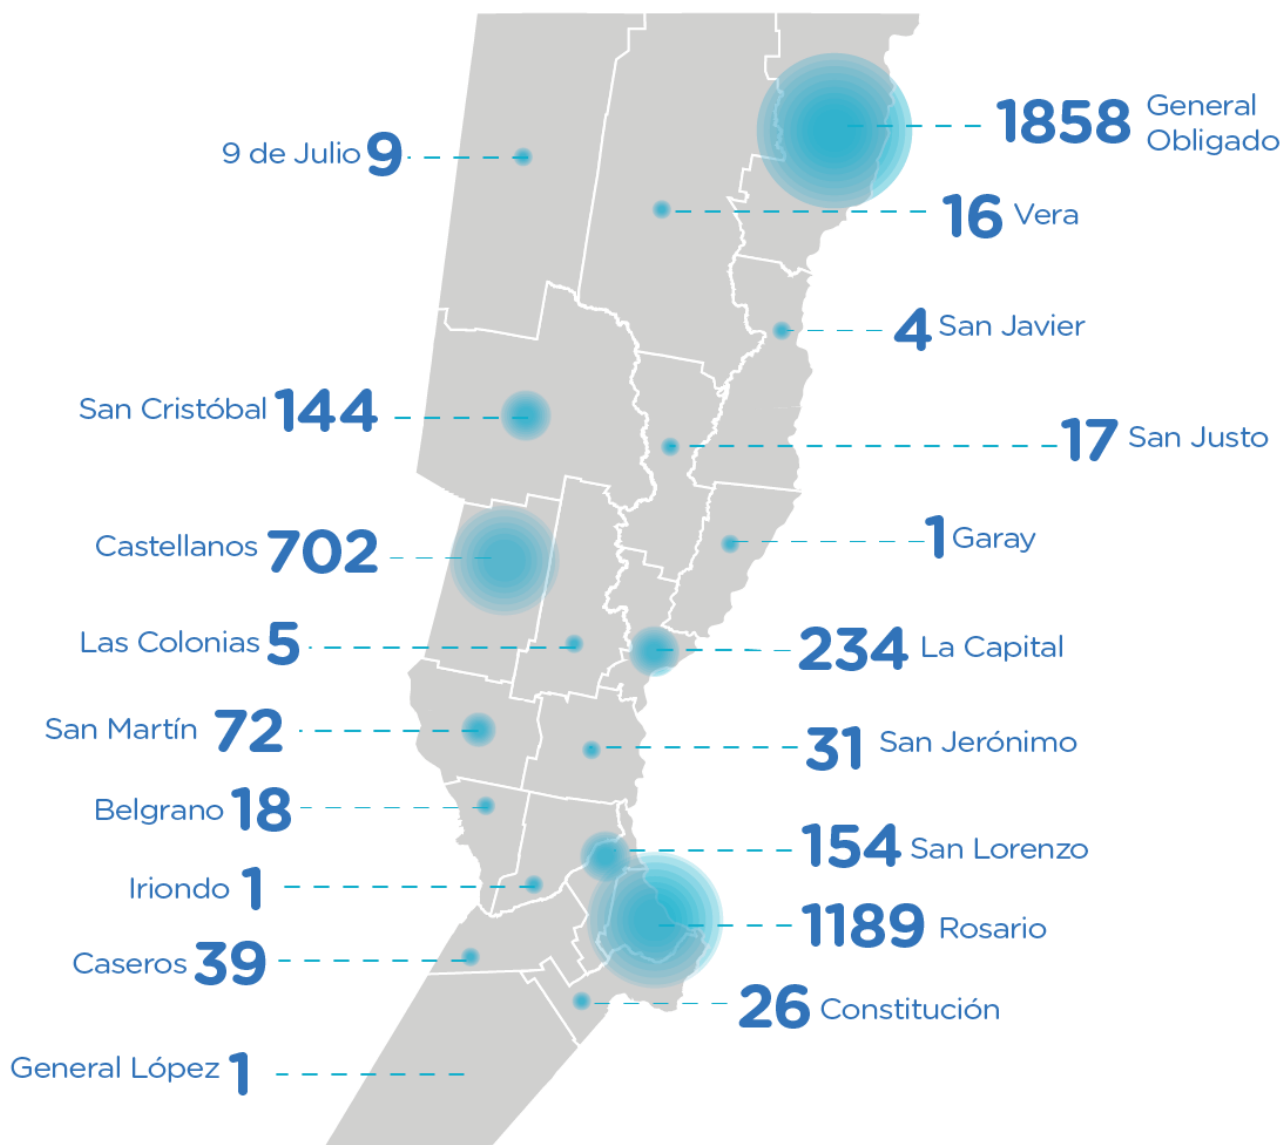 1858 General
Obligado
9 de Julio 9
16 Vera
4 San Javier
San Cristóbal 144
17 San Justo
Castellanos 702
1 Garay
Las Colonias 5
234 La Capital
San Martín 72
31 San Jerónimo
Belgrano 18
154 San Lorenzo
Iriondo 1
1189 Rosario
Caseros 39
26 Constitución
General López 1